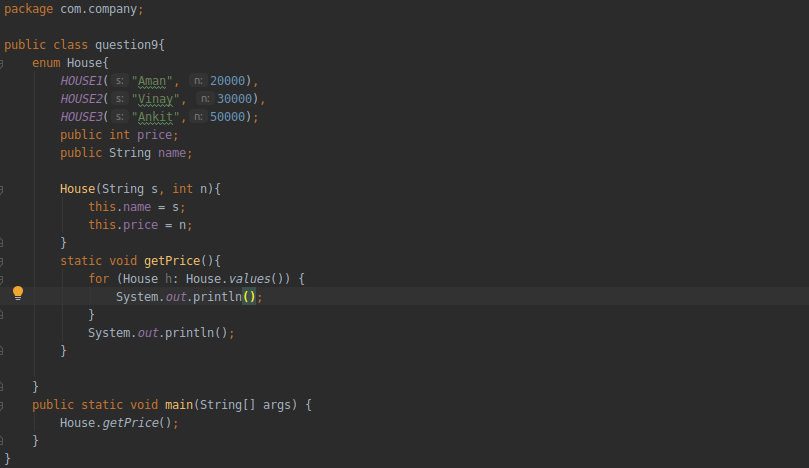 package com.company;
public class question9{
enum House{
HOUSE1( s: "Aman", n: 20000),
HOUSE2( s: "Vinay", n: 30000),
HOUSE3( s: "Ankit", n: 50000);
public int price;
public String name;
House(String s, int n){
this.name = s;
this.price = n;
}
static void getPrice(){
for (House h: House.values()) {
System.out.println();
}
System.out.println();
}
}
public static void main(String[] args) {
House.getPrice();
}
}